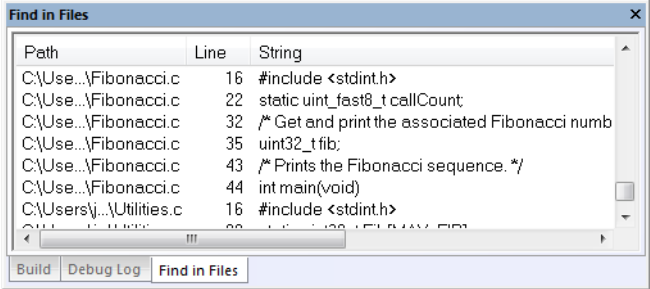 Find in Files
Path Line String
C:\Use...\Fibonacci.c 16 #include <stdint.h>
C:\Use...\Fibonacci.c 22 static uint_fast8_t callCount;
C:\Use...\Fibonacci.c 32 /* Get and print the associated Fibonacci numb
C:\Use...\Fibonacci.c 35 uint32_t fib;
C:\Use...\Fibonacci.c 43 /* Prints the Fibonacci sequence. */
C:\Use...\Fibonacci.c 44 int main(void)
C:\Users\j...\Utilities.c 16 #include <stdint.h>
Build Debug Log Find in Files